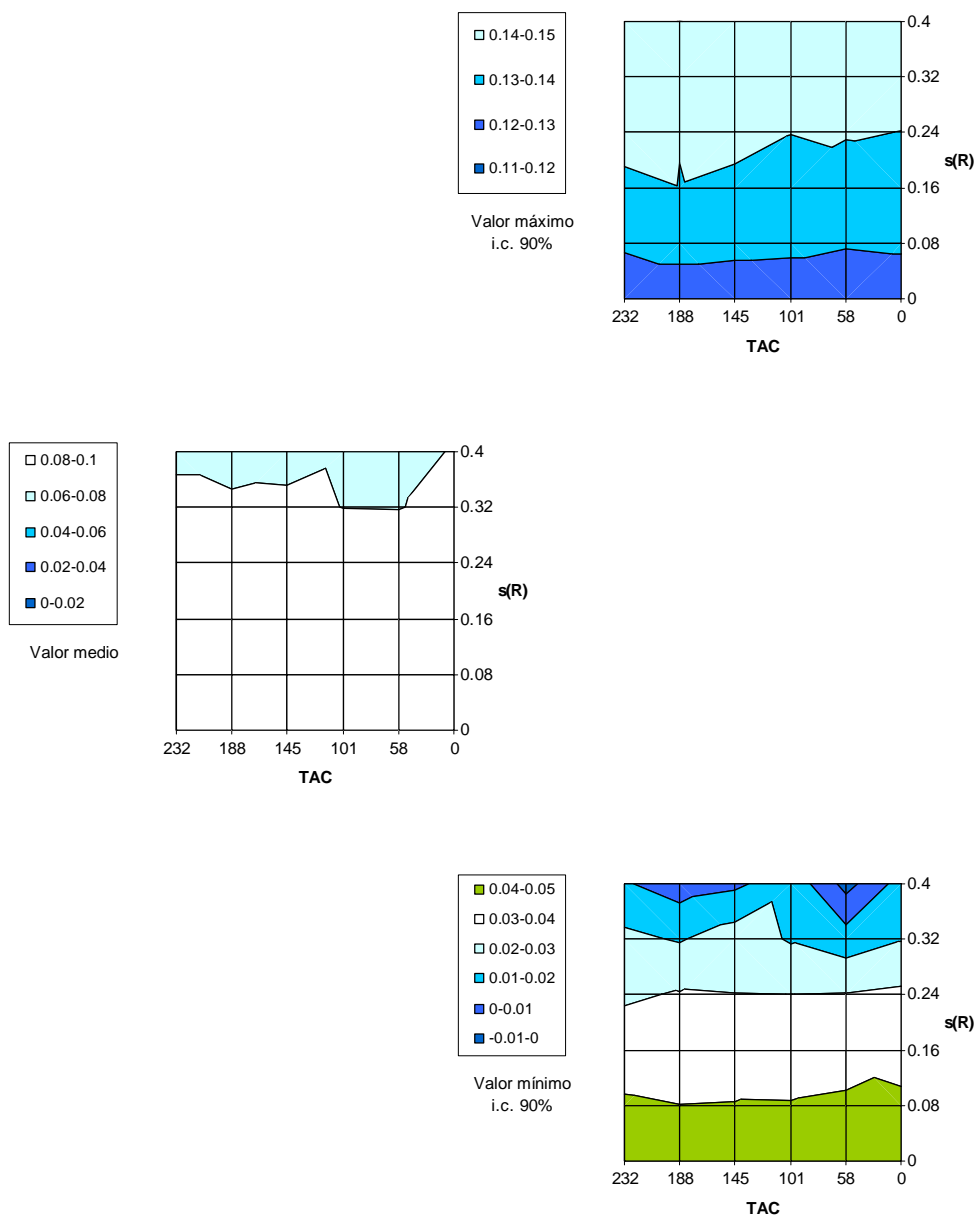 0.14-0.15
0.13-0.14
0.12-0.13
0.11-0.12
Valor máximo
i.c. 90%
0.4
0.32
0.24
s(R)
0.16
0.08
0
232 188 145 101 58 0
TAC
0.08-0.1
0.06-0.08
0.04-0.06
0.02-0.04
0-0.02
Valor medio
0.4
0.32
0.24
s(R)
0.16
0.08
0
232 188 145 101 58 0
TAC
0.04-0.05
0.03-0.04
0.02-0.03
0.01-0.02
0-0.01
-0.01-0
Valor mínimo
i.c. 90%
0.4
0.32
0.24
s(R)
0.16
0.08
0
232 188 145 101 58 0
TAC